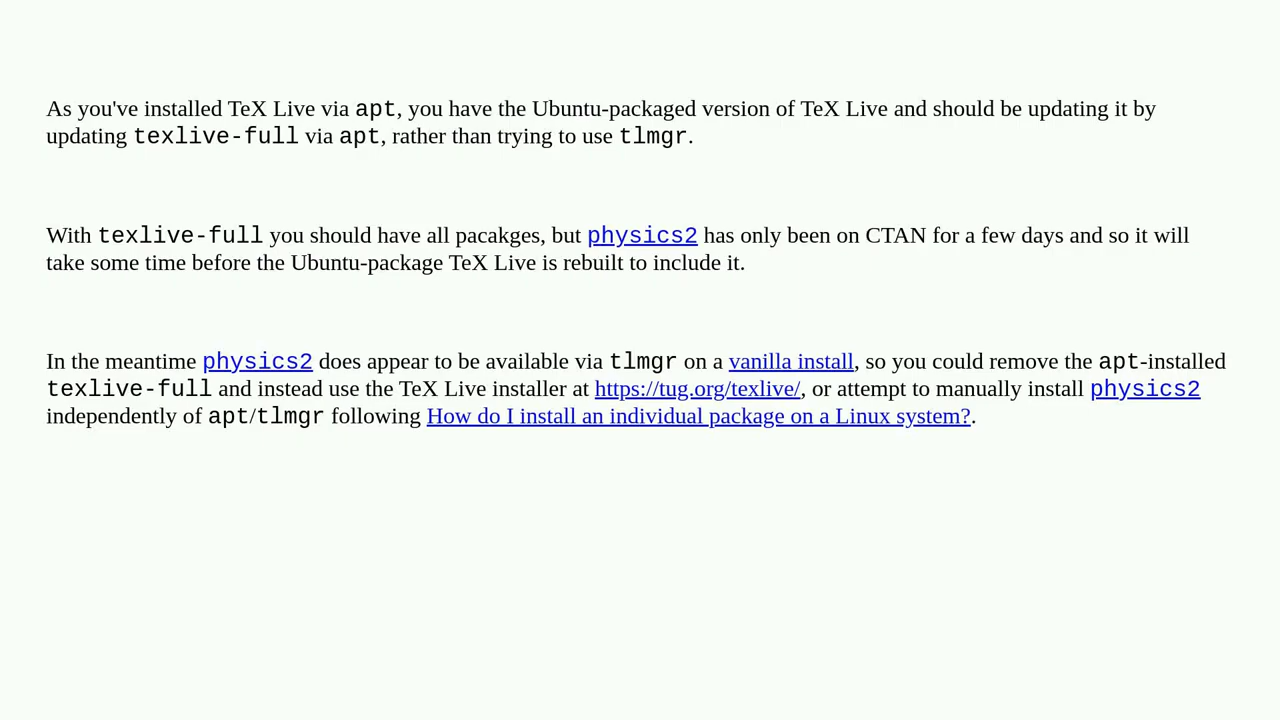 As you've installed TeX Live via apt, you have the Ubuntu-packaged version of TeX Live and should be updating it by
updating texlive-full via apt, rather than trying to use tlmgr.
With texlive-full you should have all pacakges, but physics2 has only been on CTAN for a few days and so it will
take some time before the Ubuntu-package TeX Live is rebuilt to include it.
In the meantime physics2 does appear to be available via tlmgr on a vanilla install, so you could remove the apt-installed
texlive-full and instead use the TeX Live installer at https://tug.org/texlive/, or attempt to manually install physics2
independently of apt/tlmgr following How do I install an individual package on a Linux system?.